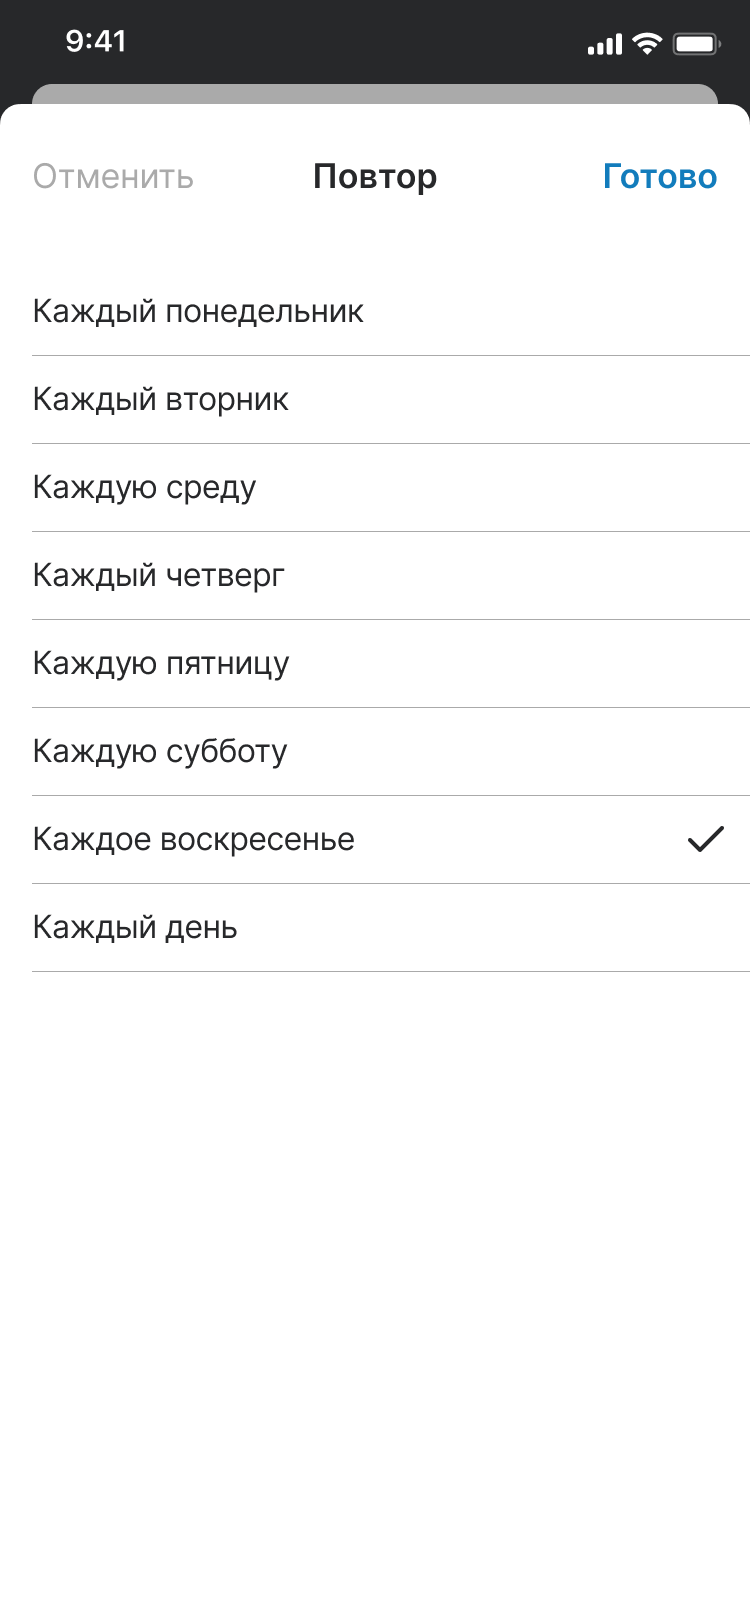 9:41
Отменить Повтор Готово
Каждый понедельник
Каждый вторник
Каждую среду
Каждый четверг
Каждую пятницу
Каждую субботу
Каждое воскресенье
Каждый день